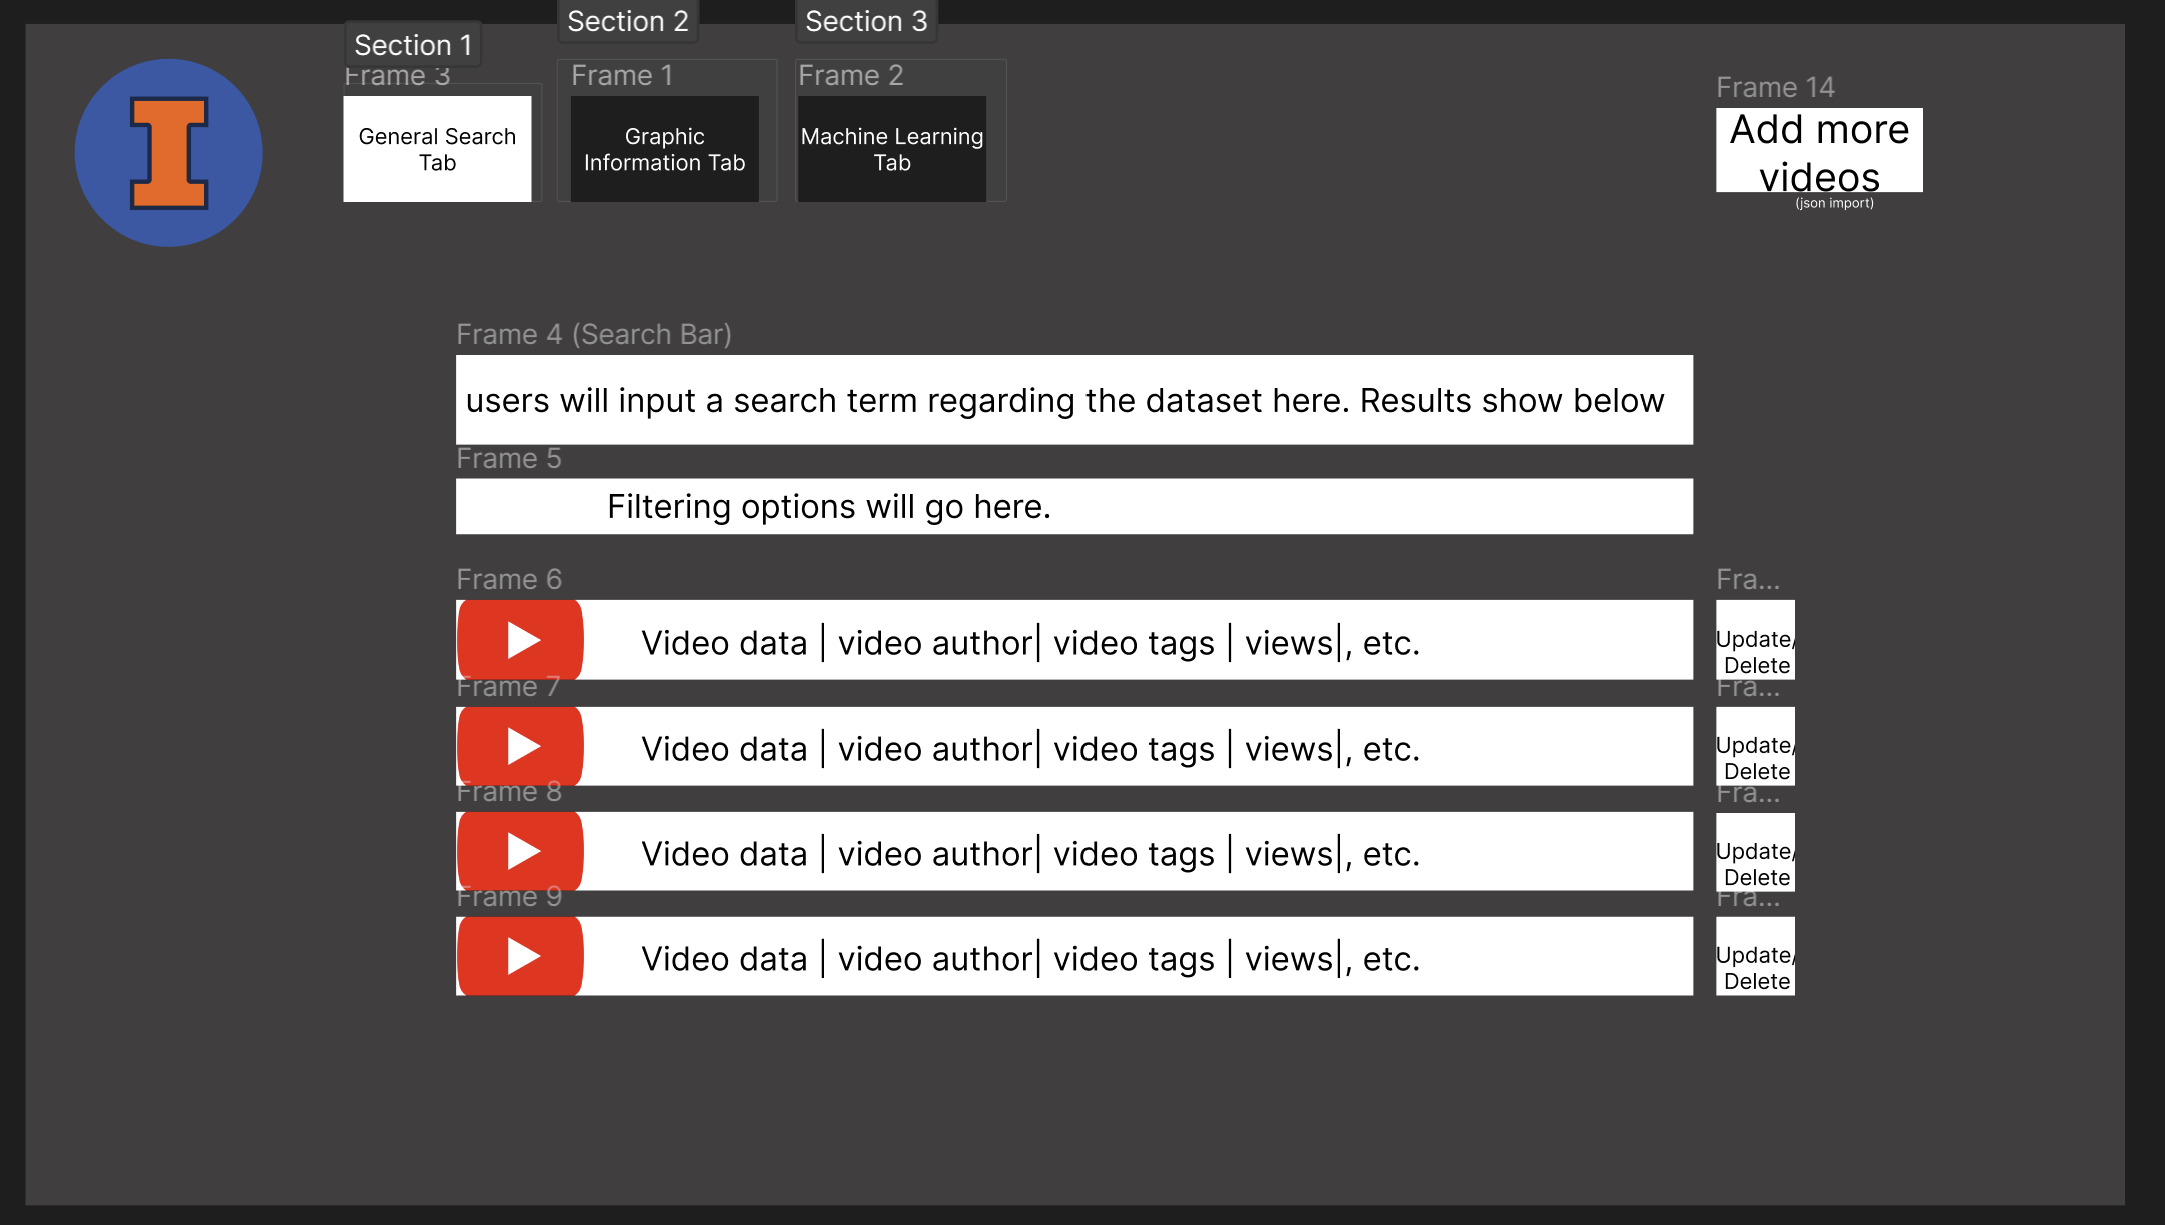 Section 1
Section 2
Section 3
Frame 3
Frame 1
Frame 2
Frame 14
General Search
Tab
Graphic
Information Tab
Machine Learning
Tab
Add more
videos
(json import)
Frame 4 (Search Bar)
users will input a search term regarding the dataset here. Results show below
Frame 5
Filtering options will go here.
Frame 6
Fra...
Video data | video author| video tags | views|, etc.
Update/
Delete
Frame 7
Fra...
Video data | video author| video tags | views|, etc.
Update/
Delete
Frame 8
Fra...
Video data | video author| video tags | views|, etc.
Update/
Delete
Frame 9
Fra...
Video data | video author| video tags | views|, etc.
Update/
Delete